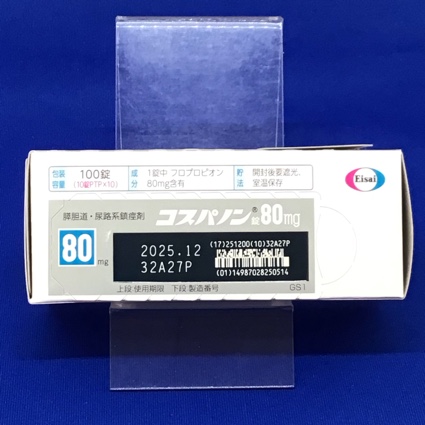 包装容量 100錠 (10錠PTP×10)
成分 1錠中 フロプロピオン 80mg含有
貯法 開封後要遮光、室温保存
Eisai
膵胆道・尿路系鎮痙剤
コスパノン®錠80mg
80mg
2025.12
32A27P
(17)251200(10)32A27P
(01)14987028250514
上段 使用期限 下段 製造番号
GS1